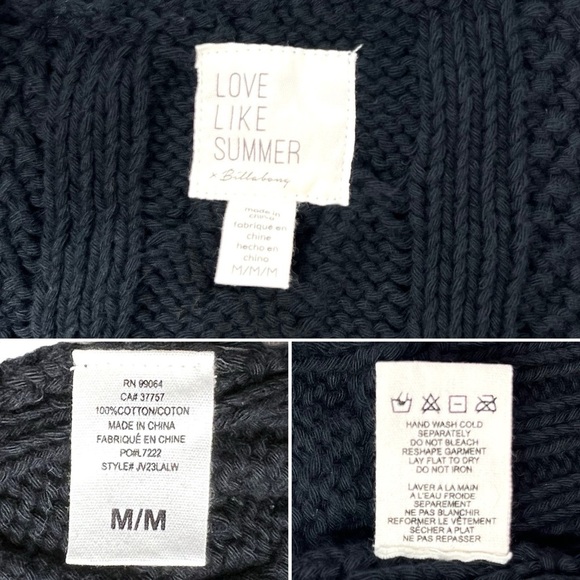 LOVE
LIKE
SUMMER
x Billabong
made in
china
fabriqué en
chine
hecho en
china
M/M/M
RN 99064
CA# 37757
100%COTTON/COTON
MADE IN CHINA
FABRIQUÉ EN CHINE
PO#L7222
STYLE# JV23LALW
M/M
HAND WASH COLD
SEPARATELY
DO NOT BLEACH
RESHAPE GARMENT
LAY FLAT TO DRY
DO NOT IRON
LAVER A LA MAIN
A L'EAU FROIDE
SEPAREMENT
NE PAS BLANCHIR
REFORMER LE VÊTEMENT
SÉCHER A PLAT
NE PAS REPASSER